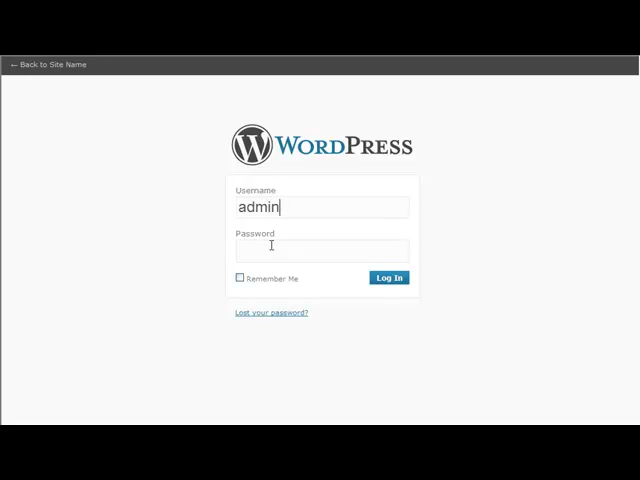 ← Back to Site Name
WORDPRESS
Username
admin
Password
Remember Me
Log In
Lost your password?